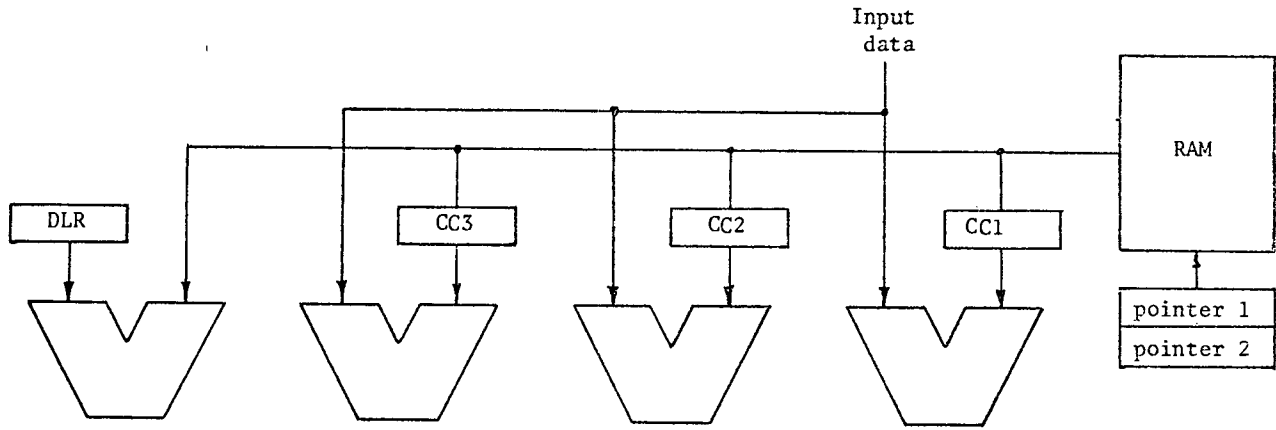 Input
data
RAM
DLR
CC3
CC2
CC1
pointer 1
pointer 2